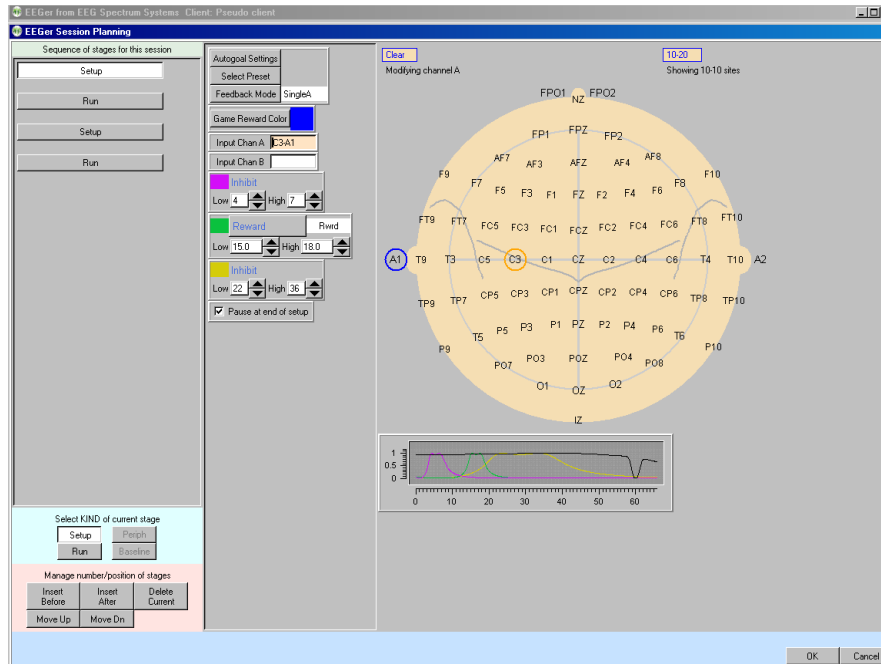 EEGer from EEG Spectrum Systems Client: Pseudo client
EEGer Session Planning
Sequence of stages for this session
Setup
Run
Setup
Run
Select KIND of current stage
Setup Periph
Run Baseline
Manage number/position of stages
Insert Before Insert After Delete Current
Move Up Move Dn
Autogoal Settings
Select Preset
Feedback Mode SingleA
Game Reward Color
Input Chan A C3-A1
Input Chan B
Inhibit
Low 4 High 7
Reward Rwrd
Low 15.0 High 18.0
Inhibit
Low 22 High 36
Pause at end of setup
Clear 10-20
Modifying channel A Showing 10-10 sites
FPO1 NZ FPO2
FP1 FPZ FP2
AF7 AF3 AFZ AF4 AF8
F9 F7 F5 F3 F1 FZ F2 F4 F6 F8 F10
FT9 FT7 FC5 FC3 FC1 FCZ FC2 FC4 FC6 FT8 FT10
A1 T9 T3 C5 C3 C1 CZ C2 C4 C6 T4 T10 A2
TP9 TP7 CP5 CP3 CP1 CPZ CP2 CP4 CP6 TP8 TP10
P9 T5 P5 P3 P1 PZ P2 P4 P6 T6 P10
PO7 PO3 POZ PO4 PO8
O1 OZ O2
IZ
1
0.5
0
0 10 20 30 40 50 60
OK Cancel